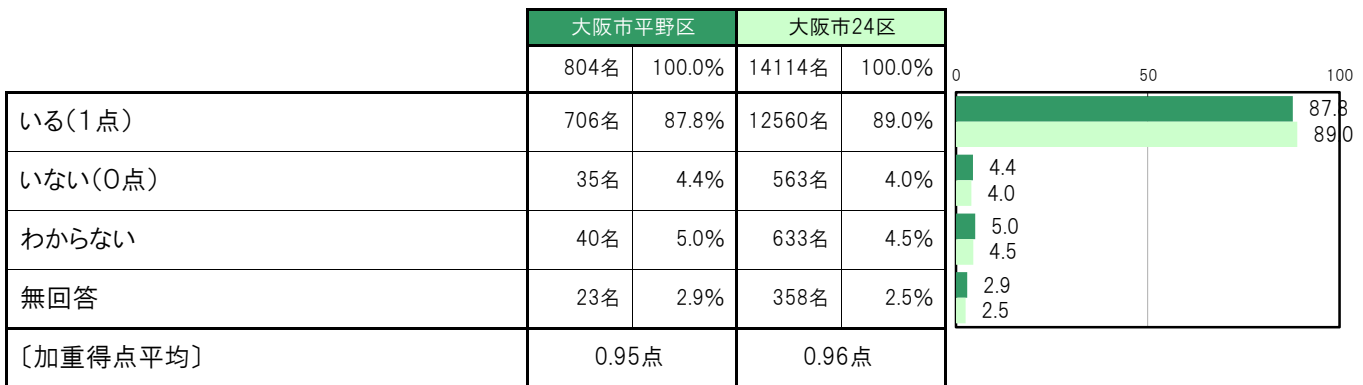 大阪市平野区 大阪市24区
804名 100.0% 14114名 100.0% 0 50 100
いる(1点) 706名 87.8% 12560名 89.0% 87.8
89.0
いない(0点) 35名 4.4% 563名 4.0% 4.4
4.0
わからない 40名 5.0% 633名 4.5% 5.0
4.5
無回答 23名 2.9% 358名 2.5% 2.9
2.5
〔加重得点平均〕 0.95点 0.96点